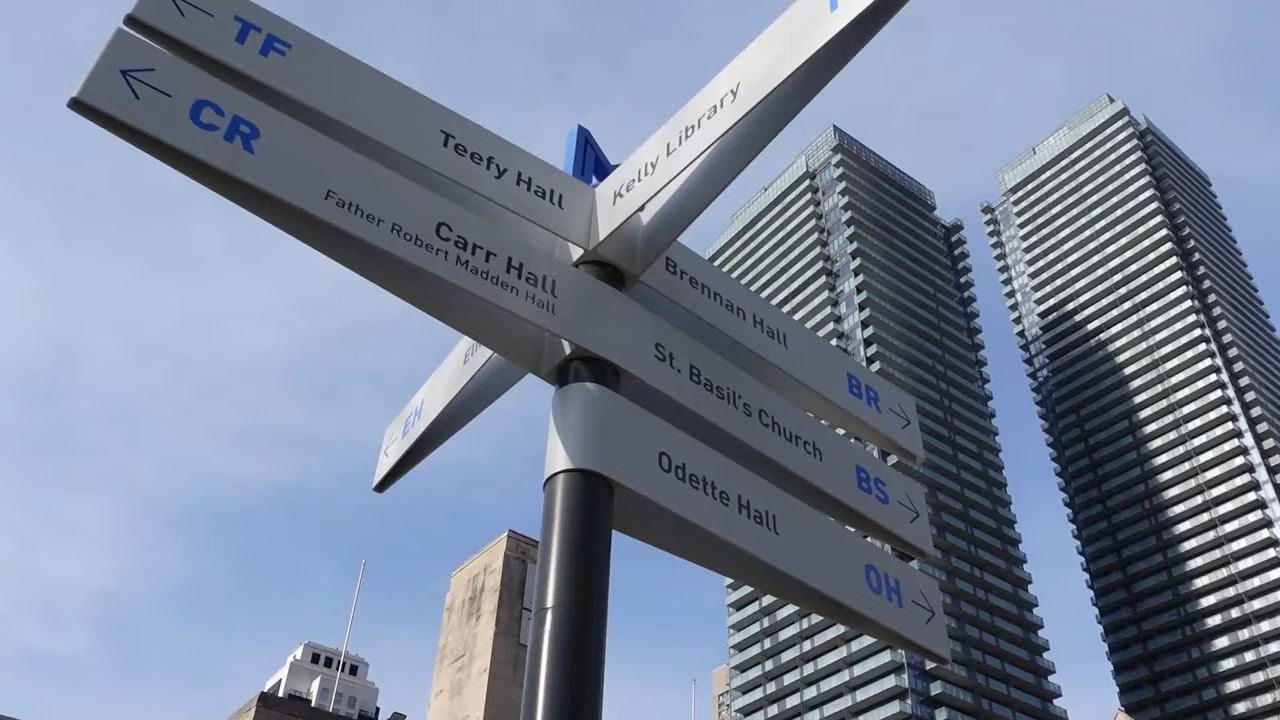 TF
Teefy Hall
Kelly Library
CR
Carr Hall
Father Robert Madden Hall
Brennan Hall
BR
St. Basil's Church
BS
EH
Odette Hall
OH